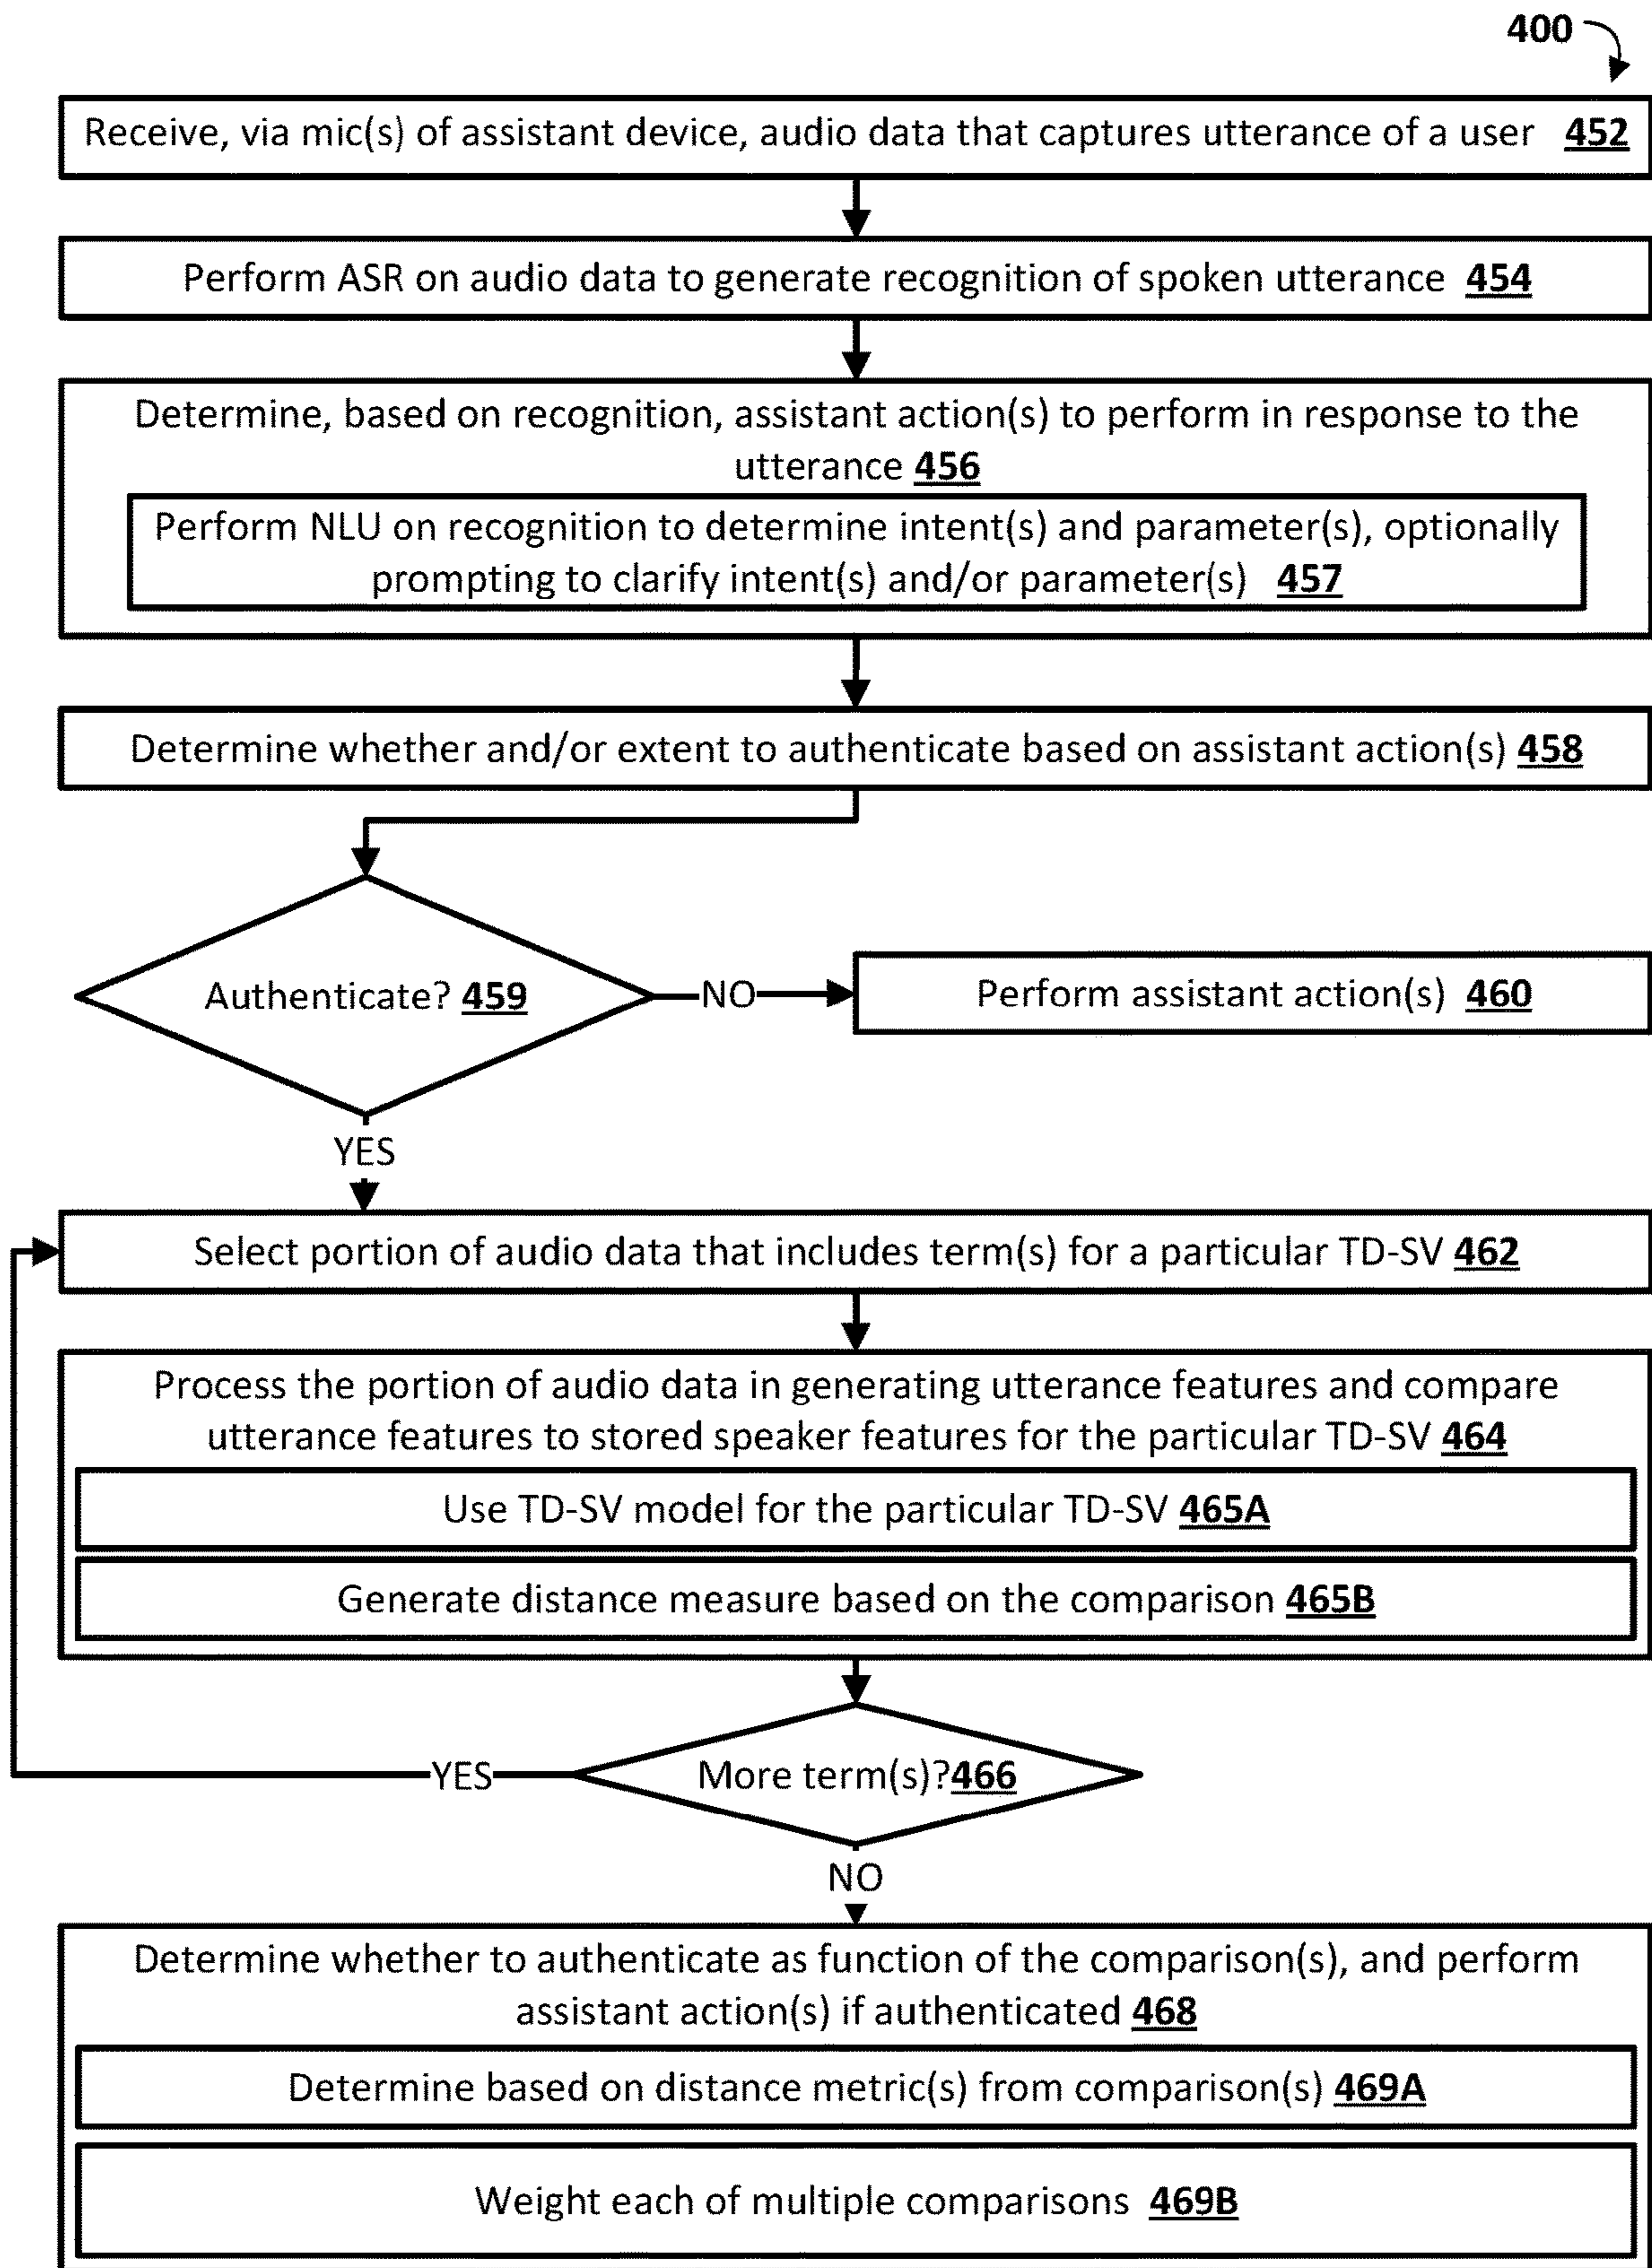 400
Receive, via mic(s) of assistant device, audio data that captures utterance of a user 452
Perform ASR on audio data to generate recognition of spoken utterance 454
Determine, based on recognition, assistant action(s) to perform in response to the
utterance 456
Perform NLU on recognition to determine intent(s) and parameter(s), optionally
prompting to clarify intent(s) and/or parameter(s) 457
Determine whether and/or extent to authenticate based on assistant action(s) 458
Authenticate? 459
NO
Perform assistant action(s) 460
YES
Select portion of audio data that includes term(s) for a particular TD-SV 462
Process the portion of audio data in generating utterance features and compare
utterance features to stored speaker features for the particular TD-SV 464
Use TD-SV model for the particular TD-SV 465A
Generate distance measure based on the comparison 465B
YES
More term(s)?466
NO
Determine whether to authenticate as function of the comparison(s), and perform
assistant action(s) if authenticated 468
Determine based on distance metric(s) from comparison(s) 469A
Weight each of multiple comparisons 469B